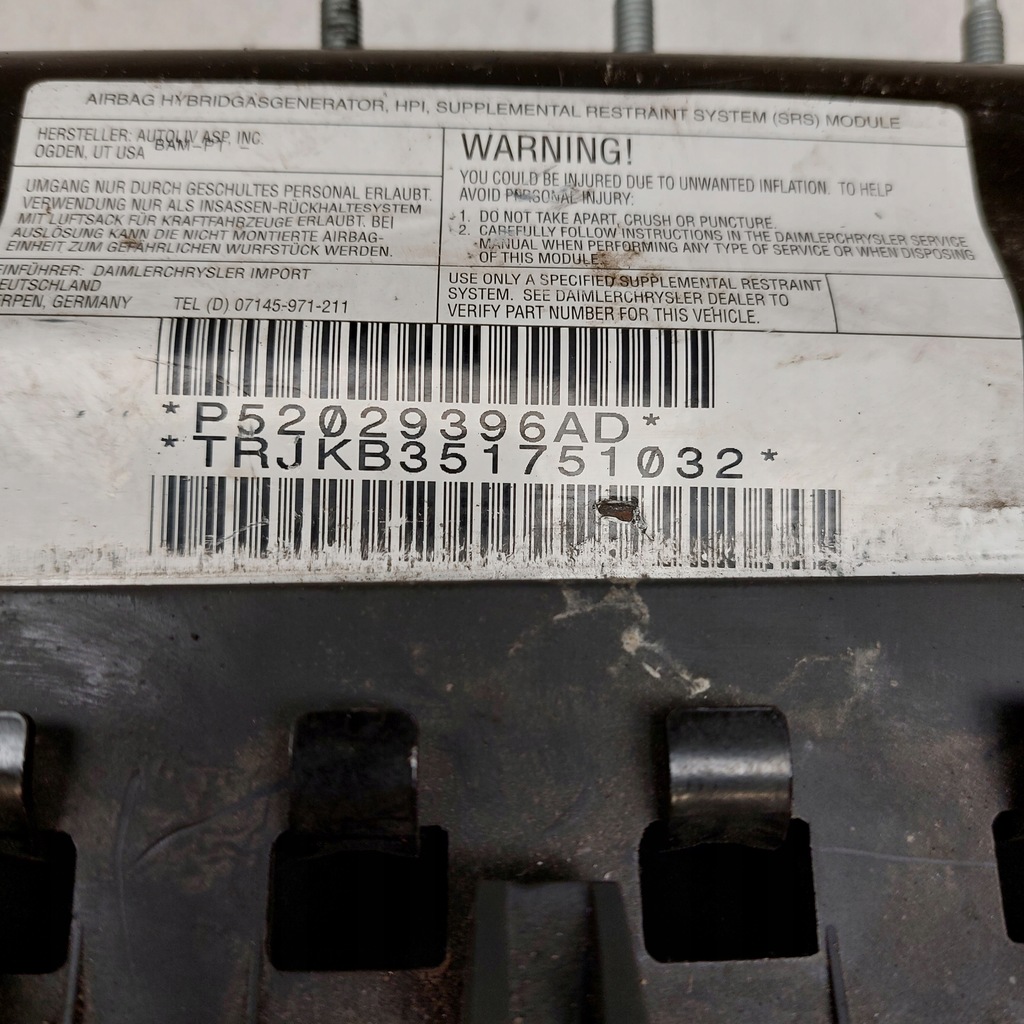 AIRBAG HYBRIDGASGENERATOR, HPI, SUPPLEMENTAL RESTRAINT SYSTEM (SRS) MODULE
HERSTELLER: AUTOLIV ASP, INC.
OGDEN, UT USA BAM-PT -
UMGANG NUR DURCH GESCHULTES PERSONAL ERLAUBT.
VERWENDUNG NUR ALS INSASSEN-RÜCKHALTESYSTEM
MIT LUFTSACK FÜR KRAFTFAHRZEUGE ERLAUBT. BEI
AUSLÖSUNG KANN DIE NICHT MONTIERTE AIRBAG-
EINHEIT ZUM GEFÄHRLICHEN WURFSTÜCK WERDEN.
EINFÜHRER: DAIMLERCHRYSLER IMPORT
DEUTSCHLAND
ERPEN, GERMANY TEL (D) 07145-971-211
WARNING!
YOU COULD BE INJURED DUE TO UNWANTED INFLATION. TO HELP
AVOID PERSONAL INJURY:
1. DO NOT TAKE APART, CRUSH OR PUNCTURE.
2. CAREFULLY FOLLOW INSTRUCTIONS IN THE DAIMLERCHRYSLER SERVICE
MANUAL WHEN PERFORMING ANY TYPE OF SERVICE OR WHEN DISPOSING
OF THIS MODULE.
USE ONLY A SPECIFIED SUPPLEMENTAL RESTRAINT
SYSTEM. SEE DAIMLERCHRYSLER DEALER TO
VERIFY PART NUMBER FOR THIS VEHICLE.
*P52029396AD*
*TRJKB351751032*